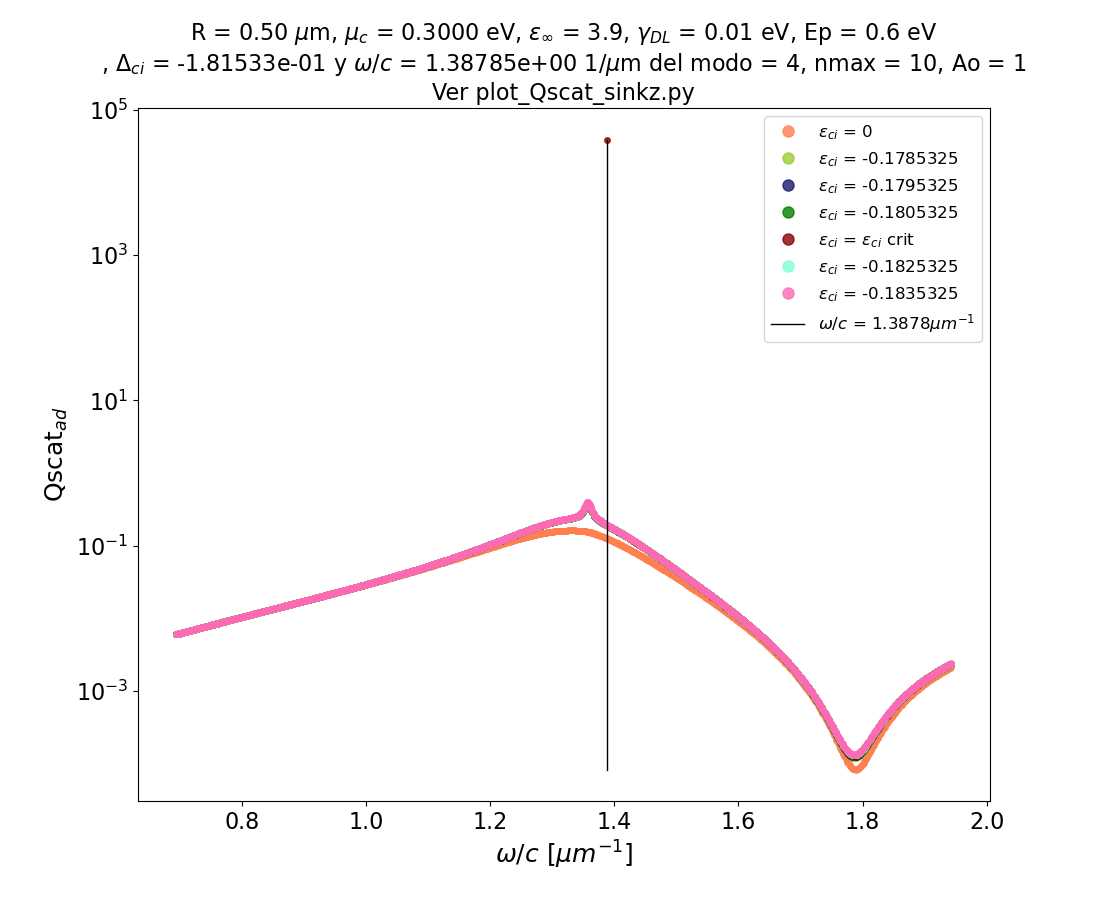 R = 0.50 μm, μ_c = 0.3000 eV, ε_∞ = 3.9, γ_DL = 0.01 eV, Ep = 0.6 eV
, Δ_ci = -1.81533e-01 y ω/c = 1.38785e+00 1/μm del modo = 4, nmax = 10, Ao = 1
Ver plot_Qscat_sinkz.py
10^5
10^3
10^1
10^−1
10^−3
Qscat_ad
ε_ci = 0
ε_ci = -0.1785325
ε_ci = -0.1795325
ε_ci = -0.1805325
ε_ci = ε_ci crit
ε_ci = -0.1825325
ε_ci = -0.1835325
ω/c = 1.3878μm^−1
0.8 1.0 1.2 1.4 1.6 1.8 2.0
ω/c [μm^−1]